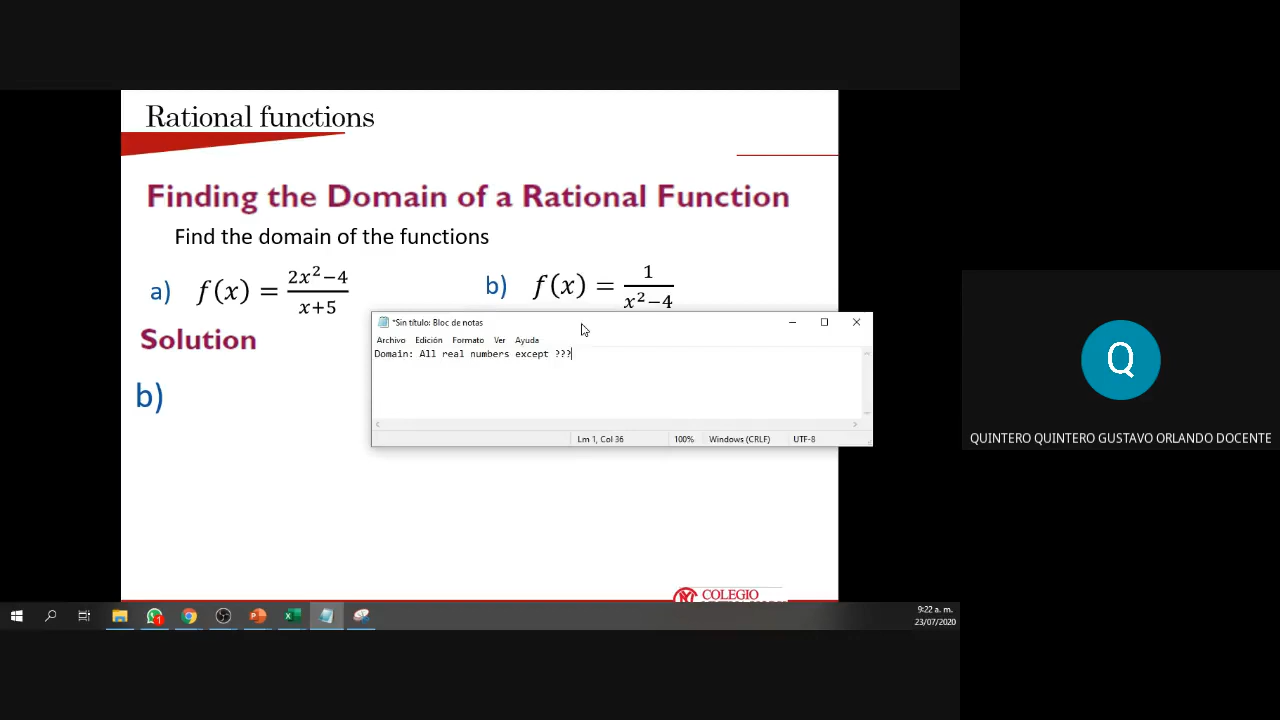 Rational functions
Finding the Domain of a Rational Function
Find the domain of the functions
a) f(x) = 2x²−4 / x+5
b) f(x) = 1 / x²−4
Solution
b)
*Sin título: Bloc de notas
Archivo Edición Formato Ver Ayuda
Domain: All real numbers except ???
Lm 1, Col 36 100% Windows (CRLF) UTF-8
COLEGIO
Q
QUINTERO QUINTERO GUSTAVO ORLANDO DOCENTE
1
9:22 a. m.
23/07/2020